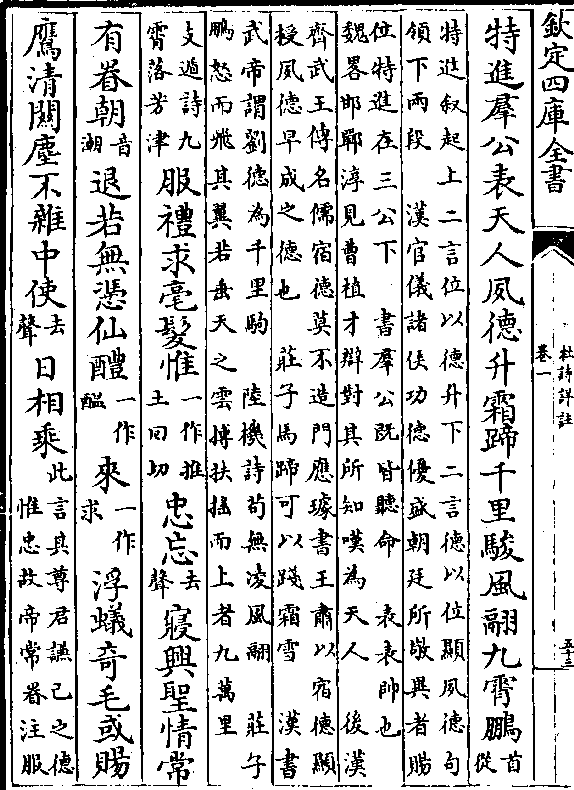 欽定四庫全書
杜詩詳註
卷一
五十三
特進羣公表天人夙德升霜蹄千里駿風翮九霄鵬首從
特進叙起上二言位以德升下二言德以位顯夙德句
領下兩段 漢官儀諸侯功德優盛朝廷所敬異者賜
位特進在三公下 書羣公既皆聽命 表表帥也
魏畧邯鄲淳見曹植才辯對其所知嘆為天人 後漢
齊武王傳名儒宿德莫不造門應璩書王肅以宿德顯
授夙德早成之德也 莊子馬蹄可以踐霜雪 漢書
武帝謂劉德為千里駒 陸機詩苟無凌風翮 莊子
鵬怒而飛其翼若垂天之雲摶扶搖而上者九萬里
支遁詩九霄落芳津服禮求毫髮惟一作推土回切忠忘去聲寢興聖情常
有眷朝音潮退若無憑仙醴一作醖來一作求浮蟻奇毛或賜
鷹清關塵不雜中使去聲日相乘此言其尊君謙己之德惟忠故帝常眷注服